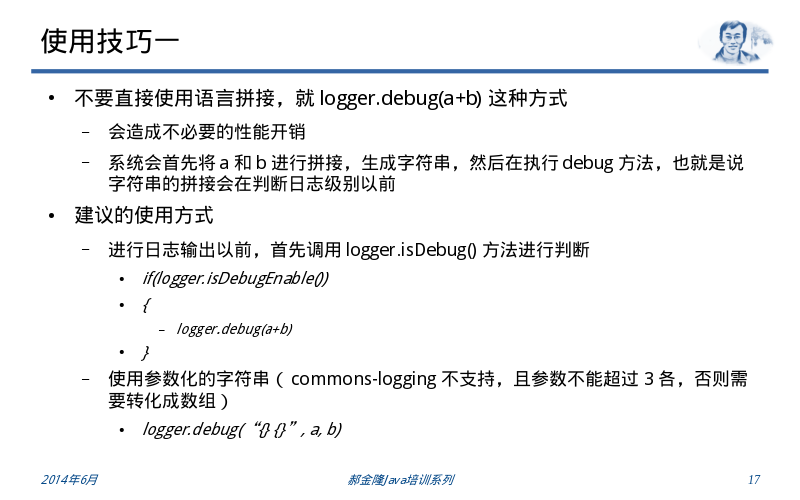 使用技巧一
• 不要直接使用语言拼接，就 logger.debug(a+b) 这种方式
– 会造成不必要的性能开销
– 系统会首先将 a 和 b 进行拼接，生成字符串，然后在执行 debug 方法，也就是说
字符串的拼接会在判断日志级别以前
• 建议的使用方式
– 进行日志输出以前，首先调用 logger.isDebug() 方法进行判断
• if(logger.isDebugEnable())
• {
– logger.debug(a+b)
• }
– 使用参数化的字符串（ commons-logging 不支持，且参数不能超过 3 各，否则需
要转化成数组）
• logger.debug( “{} {}” , a, b)
2014年6月
郝金隆Java培训系列
17